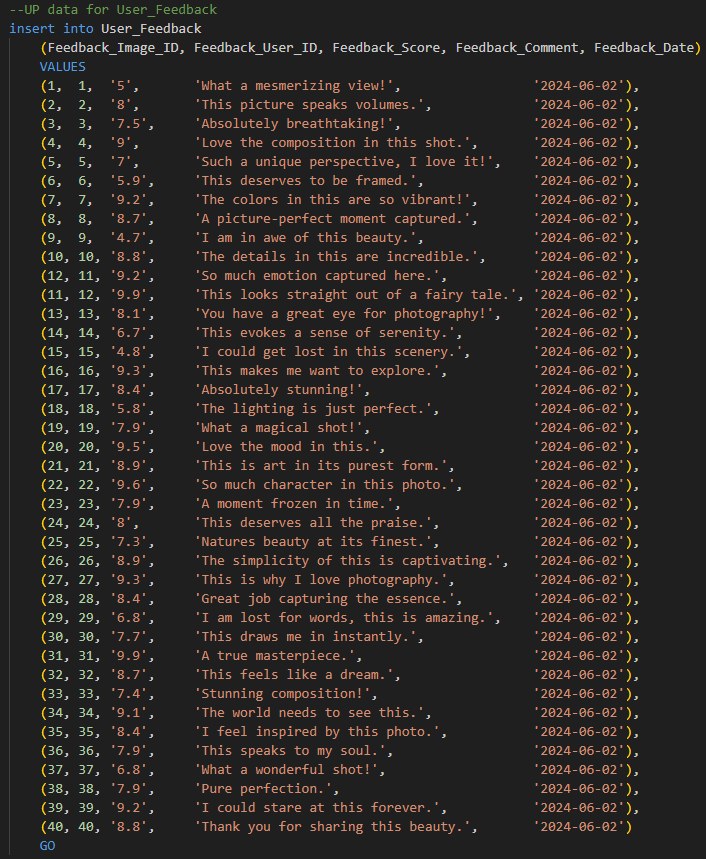 --UP data for User_Feedback
insert into User_Feedback
(Feedback_Image_ID, Feedback_User_ID, Feedback_Score, Feedback_Comment, Feedback_Date)
VALUES
(1, 1, '5', 'What a mesmerizing view!', '2024-06-02'),
(2, 2, '8', 'This picture speaks volumes.', '2024-06-02'),
(3, 3, '7.5', 'Absolutely breathtaking!', '2024-06-02'),
(4, 4, '9', 'Love the composition in this shot.', '2024-06-02'),
(5, 5, '7', 'Such a unique perspective, I love it!', '2024-06-02'),
(6, 6, '5.9', 'This deserves to be framed.', '2024-06-02'),
(7, 7, '9.2', 'The colors in this are so vibrant!', '2024-06-02'),
(8, 8, '8.7', 'A picture-perfect moment captured.', '2024-06-02'),
(9, 9, '4.7', 'I am in awe of this beauty.', '2024-06-02'),
(10, 10, '8.8', 'The details in this are incredible.', '2024-06-02'),
(12, 11, '9.2', 'So much emotion captured here.', '2024-06-02'),
(11, 12, '9.9', 'This looks straight out of a fairy tale.', '2024-06-02'),
(13, 13, '8.1', 'You have a great eye for photography!', '2024-06-02'),
(14, 14, '6.7', 'This evokes a sense of serenity.', '2024-06-02'),
(15, 15, '4.8', 'I could get lost in this scenery.', '2024-06-02'),
(16, 16, '9.3', 'This makes me want to explore.', '2024-06-02'),
(17, 17, '8.4', 'Absolutely stunning!', '2024-06-02'),
(18, 18, '5.8', 'The lighting is just perfect.', '2024-06-02'),
(19, 19, '7.9', 'What a magical shot!', '2024-06-02'),
(20, 20, '9.5', 'Love the mood in this.', '2024-06-02'),
(21, 21, '8.9', 'This is art in its purest form.', '2024-06-02'),
(22, 22, '9.6', 'So much character in this photo.', '2024-06-02'),
(23, 23, '7.9', 'A moment frozen in time.', '2024-06-02'),
(24, 24, '8', 'This deserves all the praise.', '2024-06-02'),
(25, 25, '7.3', 'Natures beauty at its finest.', '2024-06-02'),
(26, 26, '8.9', 'The simplicity of this is captivating.', '2024-06-02'),
(27, 27, '9.3', 'This is why I love photography.', '2024-06-02'),
(28, 28, '8.4', 'Great job capturing the essence.', '2024-06-02'),
(29, 29, '6.8', 'I am lost for words, this is amazing.', '2024-06-02'),
(30, 30, '7.7', 'This draws me in instantly.', '2024-06-02'),
(31, 31, '9.9', 'A true masterpiece.', '2024-06-02'),
(32, 32, '8.7', 'This feels like a dream.', '2024-06-02'),
(33, 33, '7.4', 'Stunning composition!', '2024-06-02'),
(34, 34, '9.1', 'The world needs to see this.', '2024-06-02'),
(35, 35, '8.4', 'I feel inspired by this photo.', '2024-06-02'),
(36, 36, '7.9', 'This speaks to my soul.', '2024-06-02'),
(37, 37, '6.8', 'What a wonderful shot!', '2024-06-02'),
(38, 38, '7.9', 'Pure perfection.', '2024-06-02'),
(39, 39, '9.2', 'I could stare at this forever.', '2024-06-02'),
(40, 40, '8.8', 'Thank you for sharing this beauty.', '2024-06-02')
GO